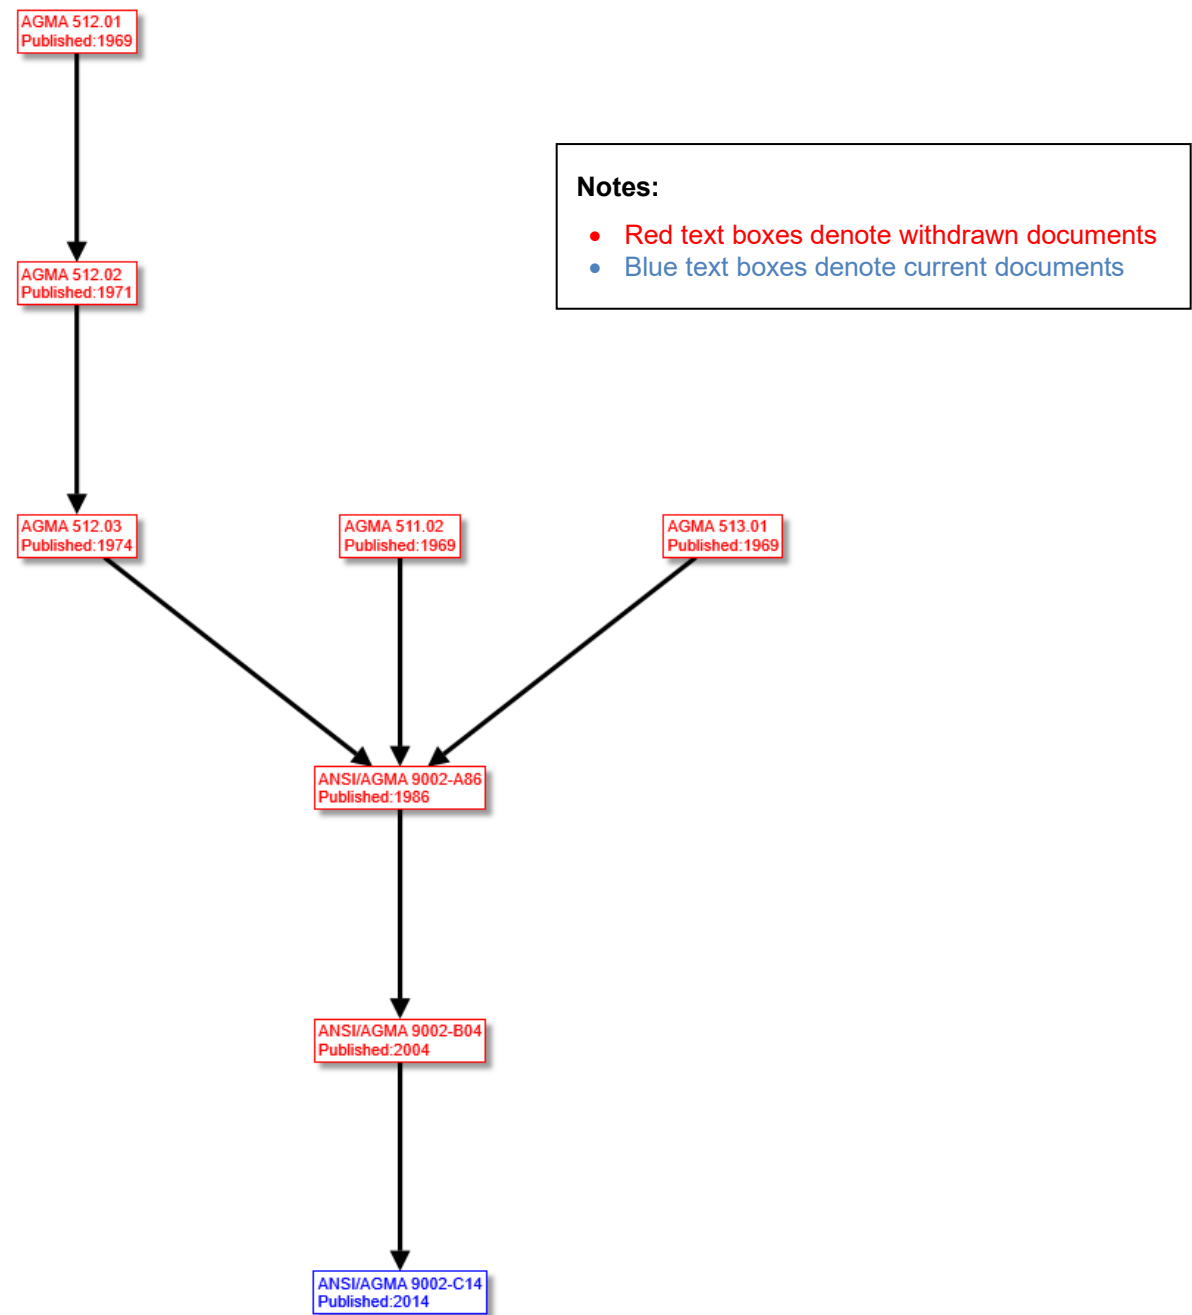 AGMA 512.01
Published:1969
Notes:
• Red text boxes denote withdrawn documents
• Blue text boxes denote current documents
AGMA 512.02
Published:1971
AGMA 512.03
Published:1974
AGMA 511.02
Published:1969
AGMA 513.01
Published:1969
ANSI/AGMA 9002-A86
Published:1986
ANSI/AGMA 9002-B04
Published:2004
ANSI/AGMA 9002-C14
Published:2014